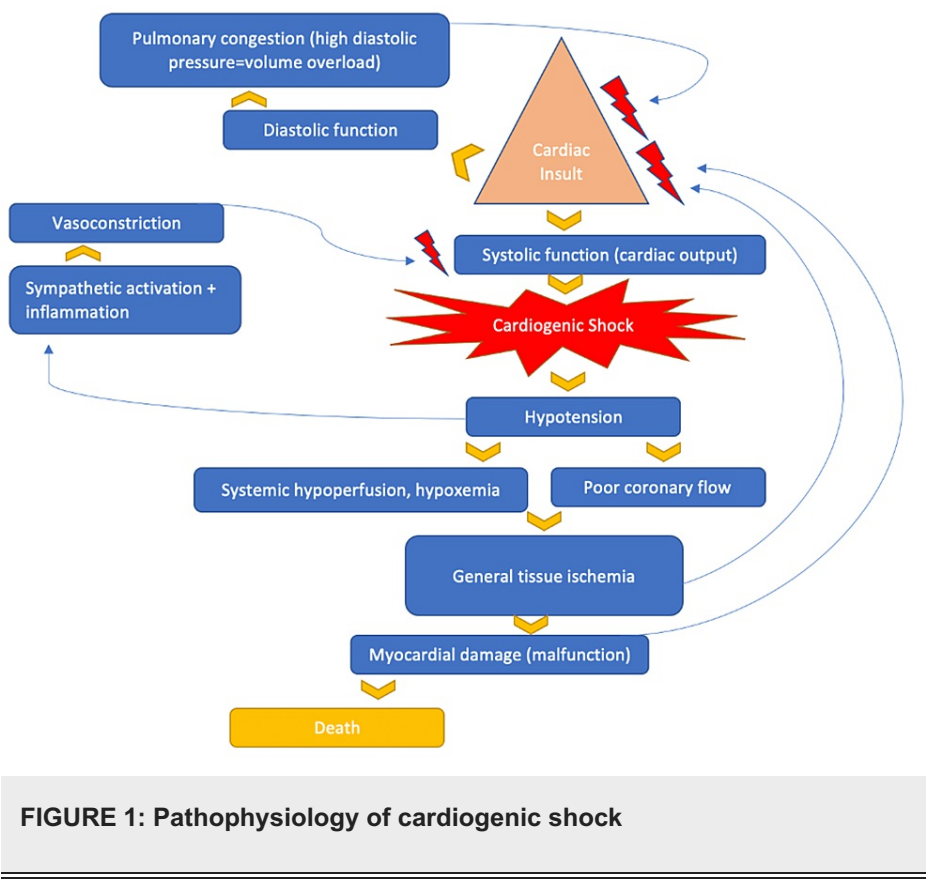 Pulmonary congestion (high diastolic
pressure=volume overload)
Diastolic function
Cardiac
Insult
Vasoconstriction
Systolic function (cardiac output)
Sympathetic activation +
inflammation
Cardiogenic Shock
Hypotension
Systemic hypoperfusion, hypoxemia
Poor coronary flow
General tissue ischemia
Myocardial damage (malfunction)
Death
FIGURE 1: Pathophysiology of cardiogenic shock